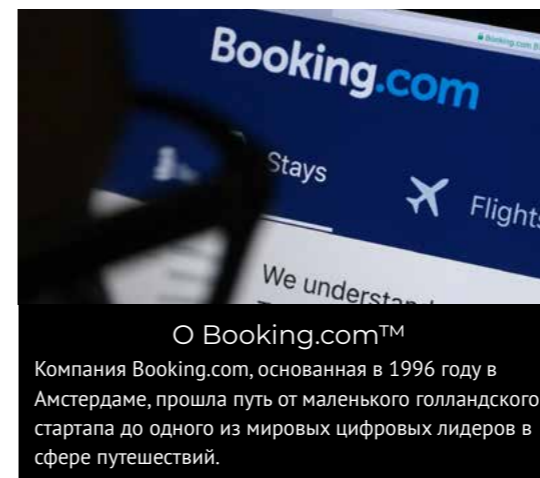 Booking.com
Stays
Flights
We understand
О Booking.com™
Компания Booking.com, основанная в 1996 году в
Амстердаме, прошла путь от маленького голландского
стартапа до одного из мировых цифровых лидеров в
сфере путешествий.